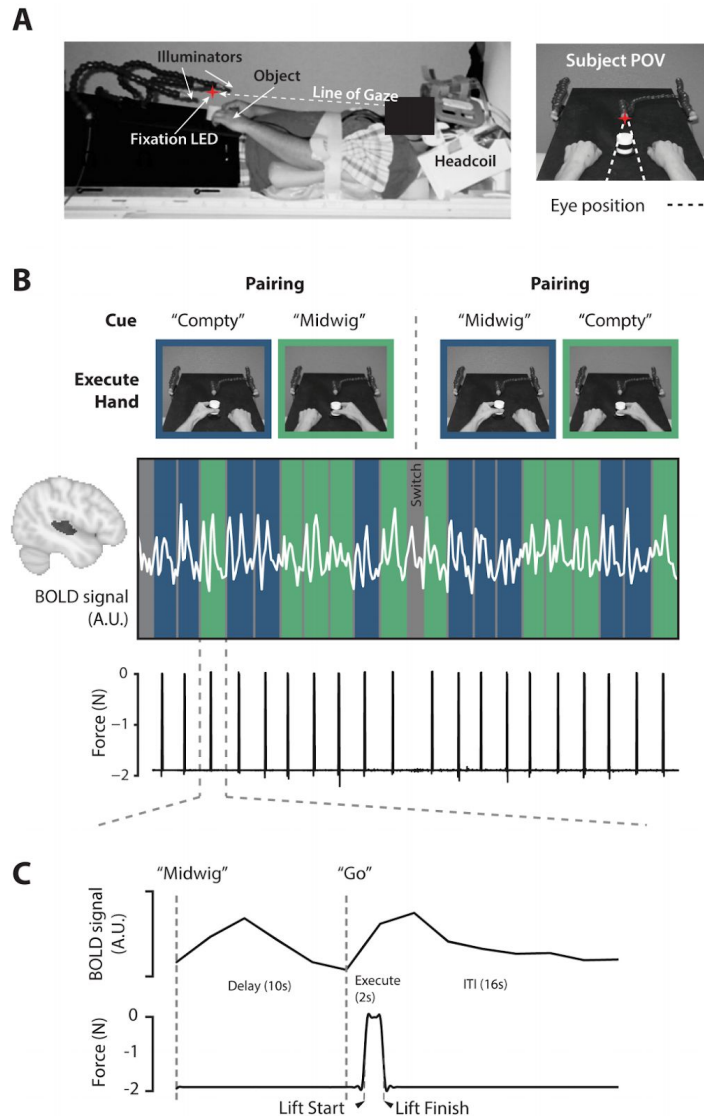 A
Illuminators
Object
Line of Gaze
Fixation LED
Headcoil
Subject POV
Eye position
B
Pairing
Pairing
Cue
“Compty”
“Midwig”
“Midwig”
“Compty”
Execute
Hand
Switch
BOLD signal
(A.U.)
Force (N)
0
−1
−2
C
“Midwig”
“Go”
BOLD signal
(A.U.)
Delay (10s)
Execute
(2s)
ITI (16s)
Force (N)
0
-1
-2
Lift Start
Lift Finish